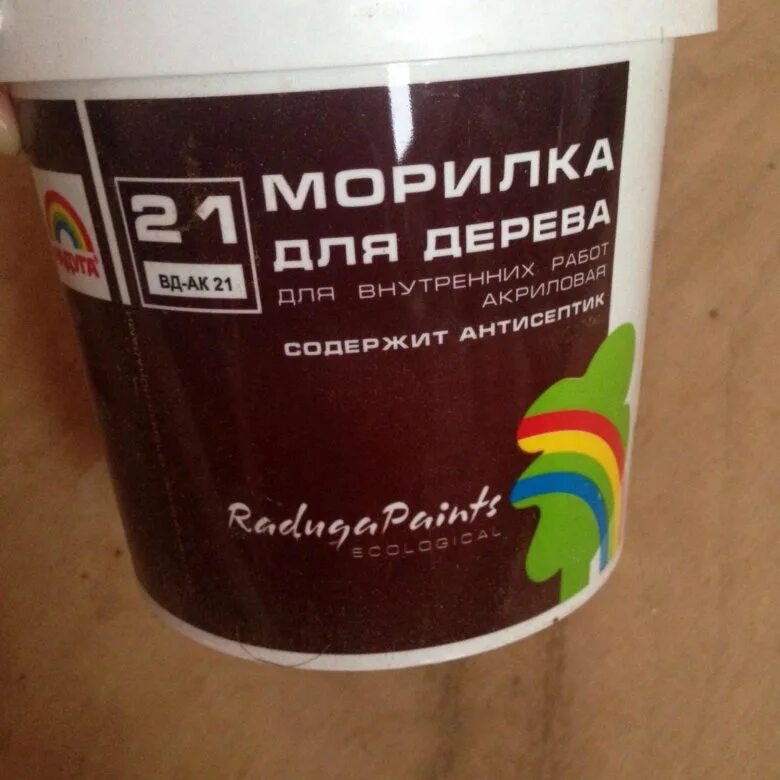 21
ВД-АК 21
МОРИЛКА
ДЛЯ ДЕРЕВА
ДЛЯ ВНУТРЕННИХ РАБОТ
АКРИЛОВАЯ
СОДЕРЖИТ АНТИСЕПТИК
RadugaPaints
ECOLOGICAL